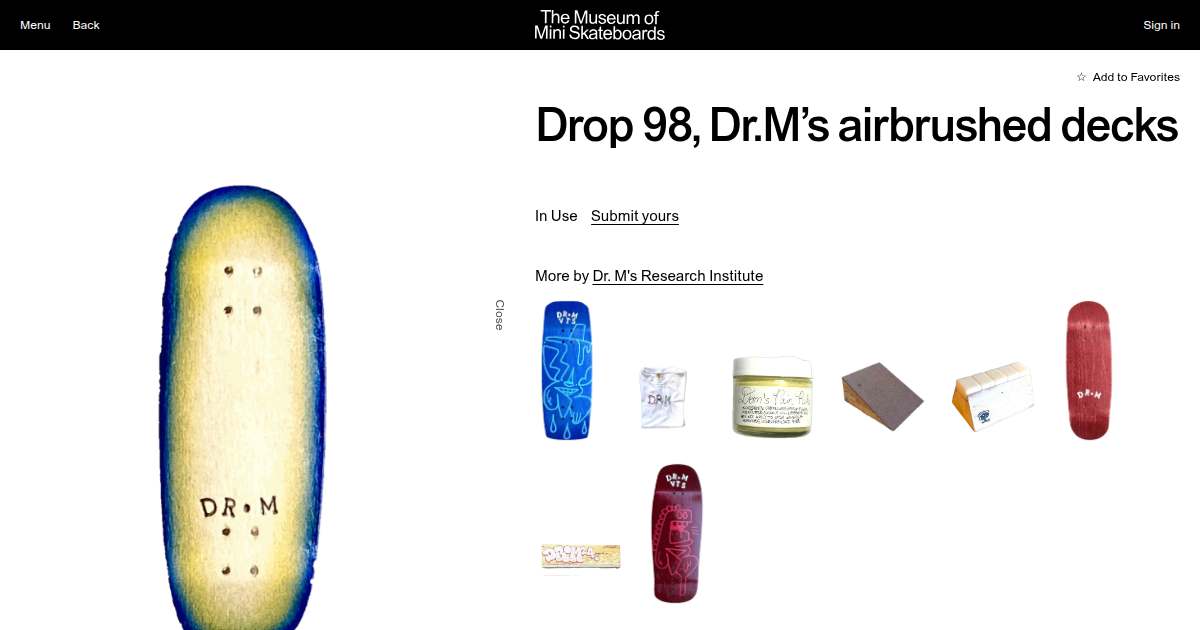 Menu
Back
The Museum of
Mini Skateboards
Sign in
☆ Add to Favorites
Drop 98, Dr.M’s airbrushed decks
In Use Submit yours
More by Dr. M's Research Institute
Close
DR•M
DR•M
VTS
DR•M
DR•M
DR•M
VTS